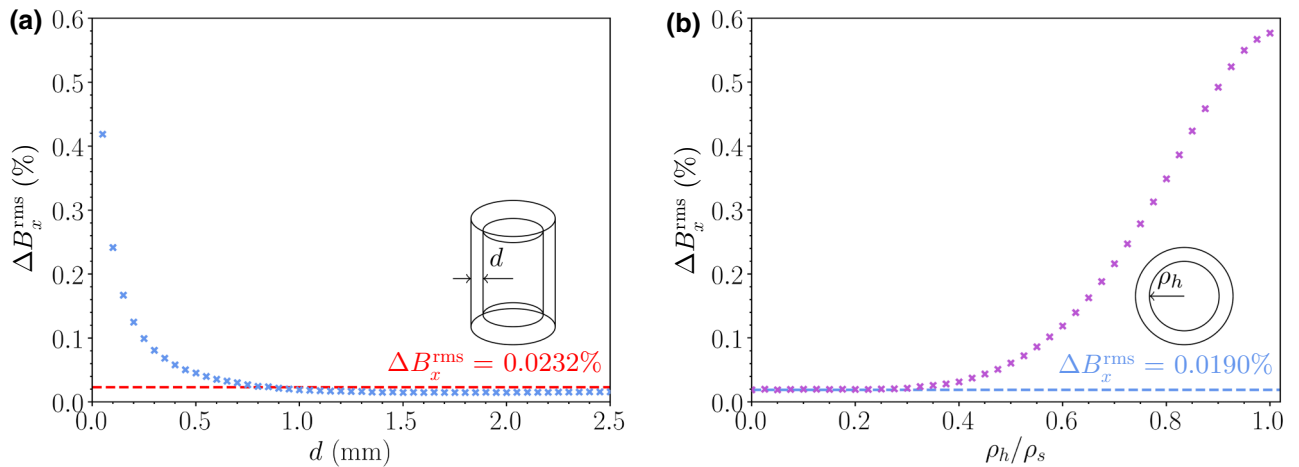 (a)
0.6
0.5
0.4
0.3
0.2
0.1
0.0
ΔB_x^rms (%)
d
ΔB_x^rms = 0.0232%
0.0 0.5 1.0 1.5 2.0 2.5
d (mm)
(b)
0.6
0.5
0.4
0.3
0.2
0.1
0.0
ΔB_x^rms (%)
ρ_h
ΔB_x^rms = 0.0190%
0.0 0.2 0.4 0.6 0.8 1.0
ρ_h/ρ_s